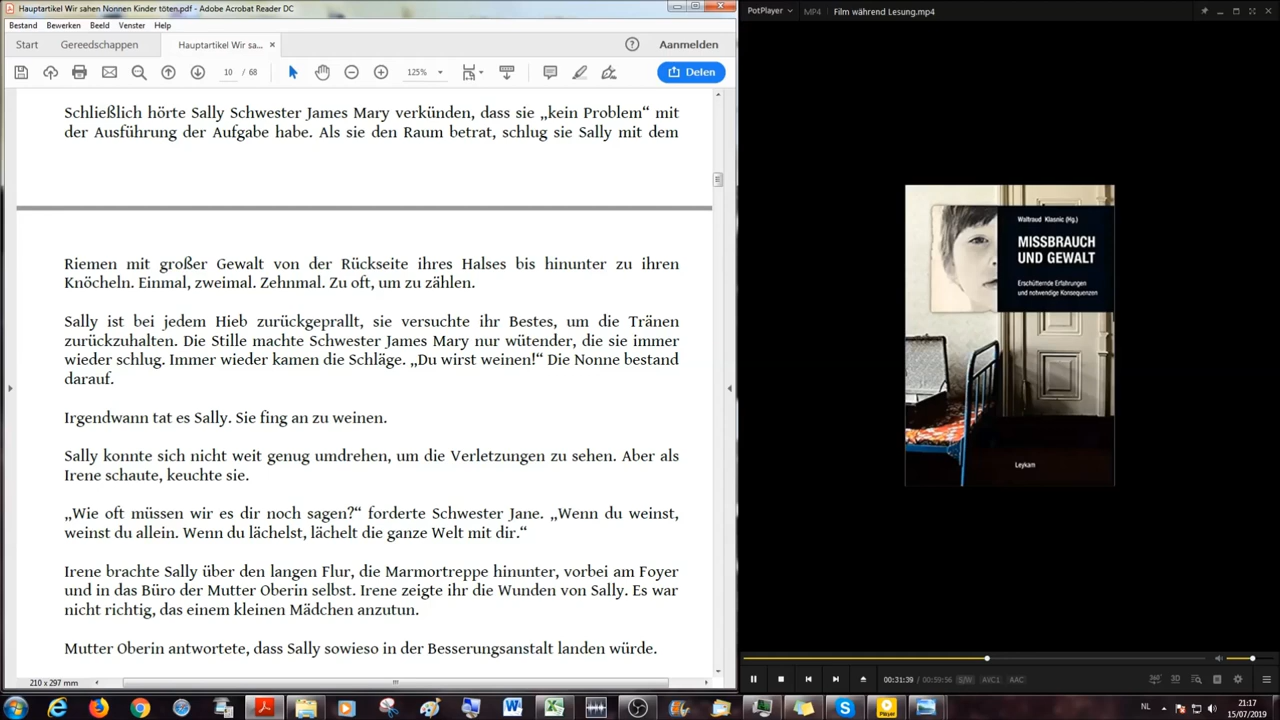 Hauptartikel Wir sahen Nonnen Kinder töten.pdf - Adobe Acrobat Reader DC
Bestand Bewerken Beeld Venster Help
Start Gereedschappen Hauptartikel Wir sa... × Aanmelden
10 / 68 125% Delen
Schließlich hörte Sally Schwester James Mary verkünden, dass sie „kein Problem“ mit
der Ausführung der Aufgabe habe. Als sie den Raum betrat, schlug sie Sally mit dem
Riemen mit großer Gewalt von der Rückseite ihres Halses bis hinunter zu ihren
Knöcheln. Einmal, zweimal. Zehnmal. Zu oft, um zu zählen.
Sally ist bei jedem Hieb zurückgeprallt, sie versuchte ihr Bestes, um die Tränen
zurückzuhalten. Die Stille machte Schwester James Mary nur wütender, die sie immer
wieder schlug. Immer wieder kamen die Schläge. „Du wirst weinen!“ Die Nonne bestand
darauf.
Irgendwann tat es Sally. Sie fing an zu weinen.
Sally konnte sich nicht weit genug umdrehen, um die Verletzungen zu sehen. Aber als
Irene schaute, keuchte sie.
„Wie oft müssen wir es dir noch sagen?“ forderte Schwester Jane. „Wenn du weinst,
weinst du allein. Wenn du lächelst, lächelt die ganze Welt mit dir.“
Irene brachte Sally über den langen Flur, die Marmortreppe hinunter, vorbei am Foyer
und in das Büro der Mutter Oberin selbst. Irene zeigte ihr die Wunden von Sally. Es war
nicht richtig, das einem kleinen Mädchen anzutun.
Mutter Oberin antwortete, dass Sally sowieso in der Besserungsanstalt landen würde.
210 x 297 mm
PotPlayer MP4 Film während Lesung.mp4
Waltraud Klasnic (Hg.)
MISSBRAUCH
UND GEWALT
Erschütternde Erfahrungen
und notwendige Konsequenzen
Leykam
00:31:39 / 00:59:36 S/W AVC1 AAC 3D
NL 21:17
15/07/2019